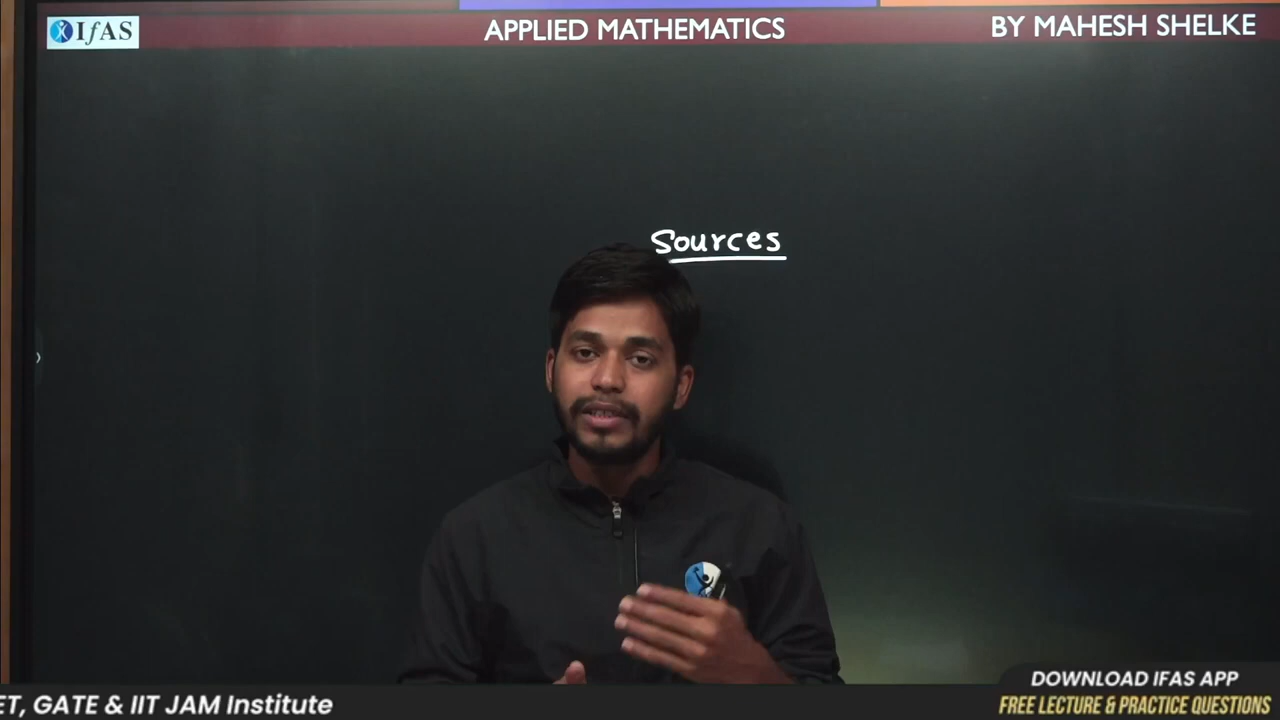 IfAS
APPLIED MATHEMATICS
BY MAHESH SHELKE
Sources
DOWNLOAD IFAS APP
ET, GATE & IIT JAM Institute
FREE LECTURE & PRACTICE QUESTIONS